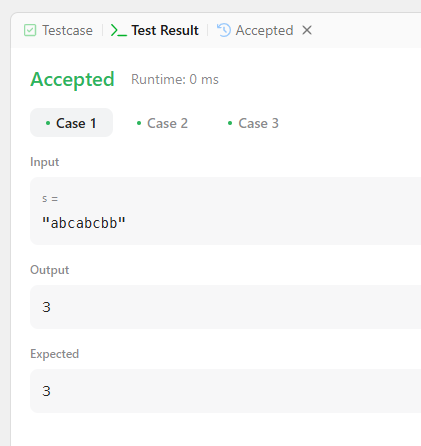 Testcase Test Result Accepted
Accepted Runtime: 0 ms
Case 1 Case 2 Case 3
Input
s =
"abcabcbb"
Output
3
Expected
3